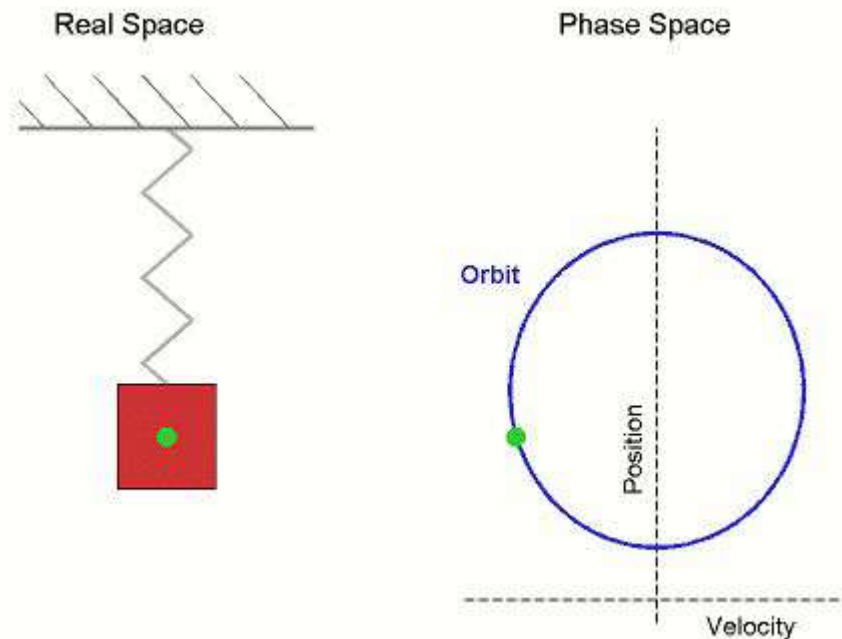 Real Space
Phase Space
Orbit
Position
Velocity